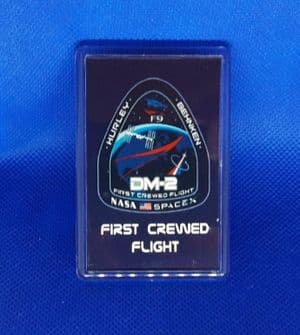 F9
HURLEY BEHNKEN
DM-2
FIRST CREWED FLIGHT
NASA SPACEX
FIRST CREWED
FLIGHT